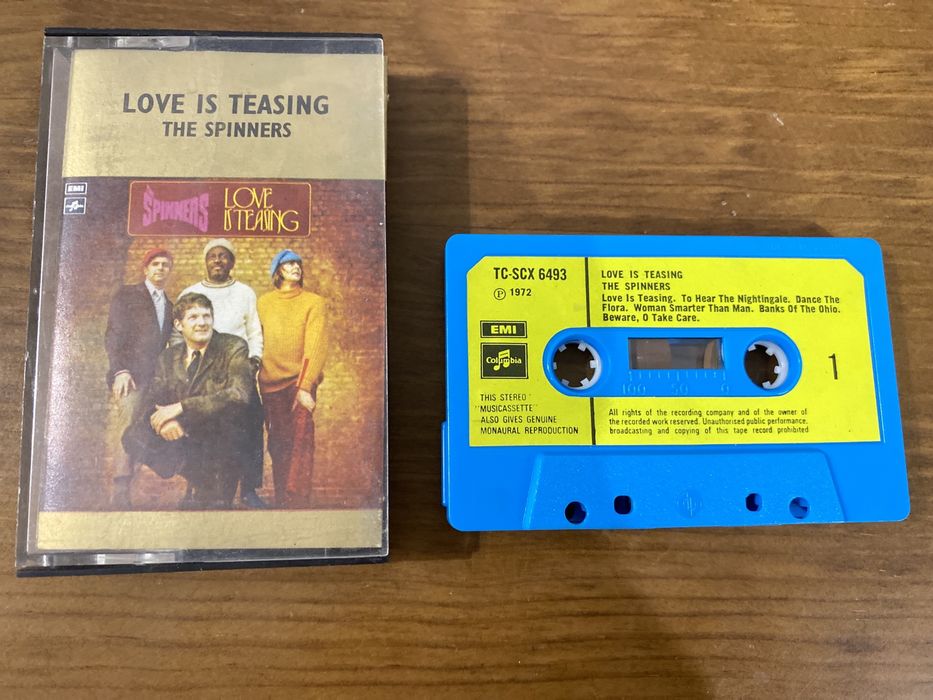 LOVE IS TEASING
THE SPINNERS
EMI
SPINNERS
LOVE
IS TEASING
TC-SCX 6493
Ⓟ 1972
EMI
Columbia
THIS STEREO
"MUSICASSETTE"
ALSO GIVES GENUINE
MONAURAL REPRODUCTION
LOVE IS TEASING
THE SPINNERS
Love Is Teasing. To Hear The Nightingale. Dance The
Flora. Woman Smarter Than Man. Banks Of The Ohio.
Beware, O Take Care.
1
100 50 0
All rights of the recording company and of the owner of
the recorded work reserved. Unauthorised public performance,
broadcasting and copying of this tape record prohibited